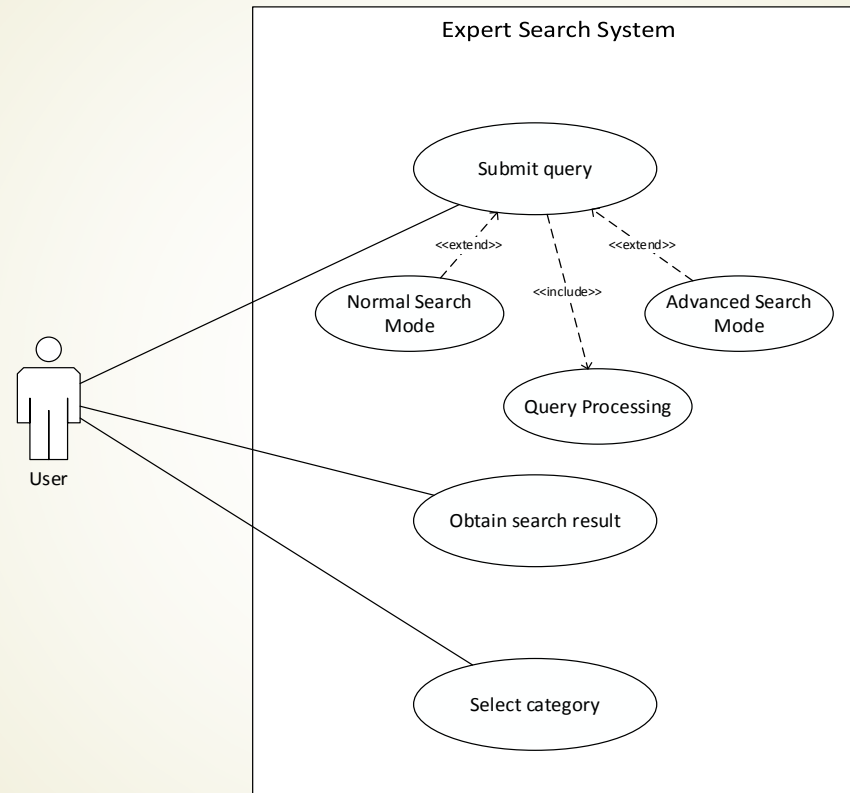 Expert Search System
Submit query
<<extend>>
<<extend>>
<<include>>
Normal Search
Mode
Advanced Search
Mode
Query Processing
User
Obtain search result
Select category